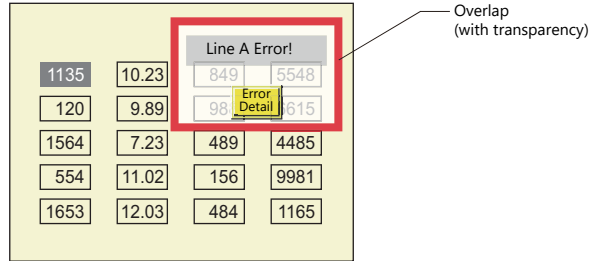 Overlap
(with transparency)
Line A Error!
1135 10.23 849 5548
Error
120 9.89 Detail
1564 7.23 489 4485
554 11.02 156 9981
1653 12.03 484 1165